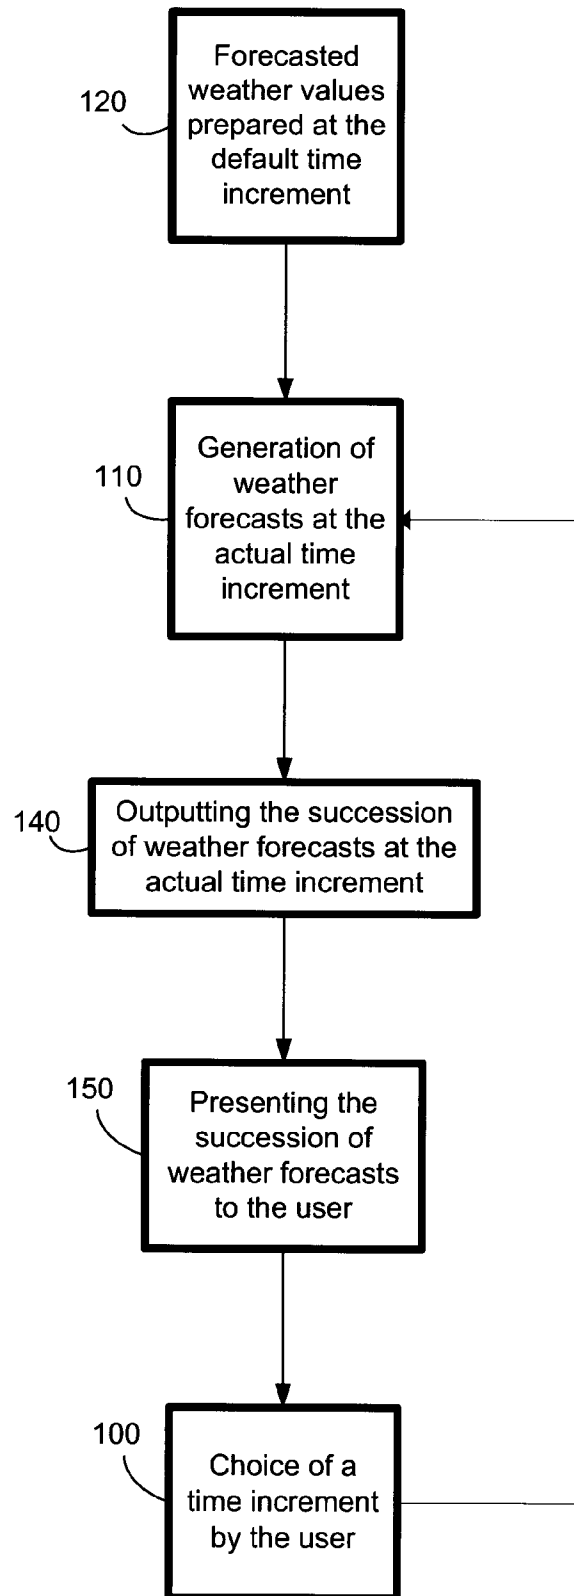 120
Forecasted
weather values
prepared at the
default time
increment
110
Generation of
weather
forecasts at the
actual time
increment
140
Outputting the succession
of weather forecasts at the
actual time increment
150
Presenting the
succession of
weather forecasts
to the user
100
Choice of a
time increment
by the user